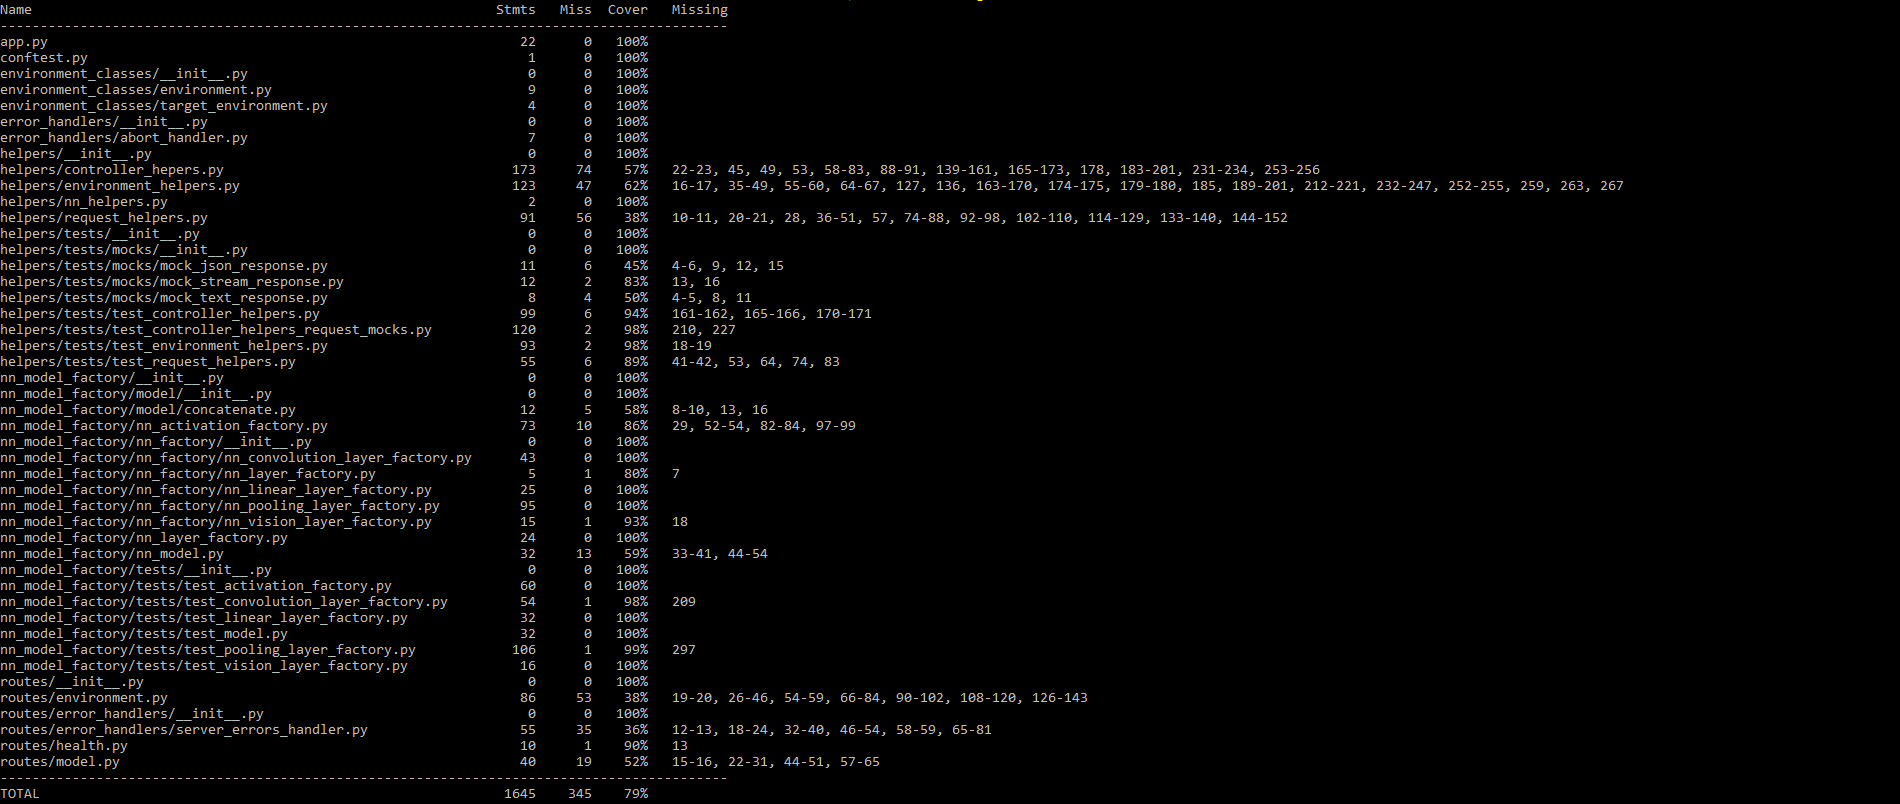 Name Stmts Miss Cover Missing
-------------------------------------------------------------------------------------------
app.py 22 0 100%
conftest.py 1 0 100%
environment_classes/__init__.py 0 0 100%
environment_classes/environment.py 9 0 100%
environment_classes/target_environment.py 4 0 100%
error_handlers/__init__.py 0 0 100%
error_handlers/abort_handler.py 7 0 100%
helpers/__init__.py 0 0 100%
helpers/controller_hepers.py 173 74 57% 22-23, 45, 49, 53, 58-83, 88-91, 139-161, 165-173, 178, 183-201, 231-234, 253-256
helpers/environment_helpers.py 123 47 62% 16-17, 35-49, 55-60, 64-67, 127, 136, 163-170, 174-175, 179-180, 185, 189-201, 212-221, 232-247, 252-255, 259, 263, 267
helpers/nn_helpers.py 2 0 100%
helpers/request_helpers.py 91 56 38% 10-11, 20-21, 28, 36-51, 57, 74-88, 92-98, 102-110, 114-129, 133-140, 144-152
helpers/tests/__init__.py 0 0 100%
helpers/tests/mocks/__init__.py 0 0 100%
helpers/tests/mocks/mock_json_response.py 11 6 45% 4-6, 9, 12, 15
helpers/tests/mocks/mock_stream_response.py 12 2 83% 13, 16
helpers/tests/mocks/mock_text_response.py 8 4 50% 4-5, 8, 11
helpers/tests/test_controller_helpers.py 99 6 94% 161-162, 165-166, 170-171
helpers/tests/test_controller_helpers_request_mocks.py 120 2 98% 210, 227
helpers/tests/test_environment_helpers.py 93 2 98% 18-19
helpers/tests/test_request_helpers.py 55 6 89% 41-42, 53, 64, 74, 83
nn_model_factory/__init__.py 0 0 100%
nn_model_factory/model/__init__.py 0 0 100%
nn_model_factory/model/concatenate.py 12 5 58% 8-10, 13, 16
nn_model_factory/nn_activation_factory.py 73 10 86% 29, 52-54, 82-84, 97-99
nn_model_factory/nn_factory/__init__.py 0 0 100%
nn_model_factory/nn_factory/nn_convolution_layer_factory.py 43 0 100%
nn_model_factory/nn_factory/nn_layer_factory.py 5 1 80% 7
nn_model_factory/nn_factory/nn_linear_layer_factory.py 25 0 100%
nn_model_factory/nn_factory/nn_pooling_layer_factory.py 95 0 100%
nn_model_factory/nn_factory/nn_vision_layer_factory.py 15 1 93% 18
nn_model_factory/nn_layer_factory.py 24 0 100%
nn_model_factory/nn_model.py 32 13 59% 33-41, 44-54
nn_model_factory/tests/__init__.py 0 0 100%
nn_model_factory/tests/test_activation_factory.py 60 0 100%
nn_model_factory/tests/test_convolution_layer_factory.py 54 1 98% 209
nn_model_factory/tests/test_linear_layer_factory.py 32 0 100%
nn_model_factory/tests/test_model.py 32 0 100%
nn_model_factory/tests/test_pooling_layer_factory.py 106 1 99% 297
nn_model_factory/tests/test_vision_layer_factory.py 16 0 100%
routes/__init__.py 0 0 100%
routes/environment.py 86 53 38% 19-20, 26-46, 54-59, 66-84, 90-102, 108-120, 126-143
routes/error_handlers/__init__.py 0 0 100%
routes/error_handlers/server_errors_handler.py 55 35 36% 12-13, 18-24, 32-40, 46-54, 58-59, 65-81
routes/health.py 10 1 90% 13
routes/model.py 40 19 52% 15-16, 22-31, 44-51, 57-65
-------------------------------------------------------------------------------------------
TOTAL 1645 345 79%